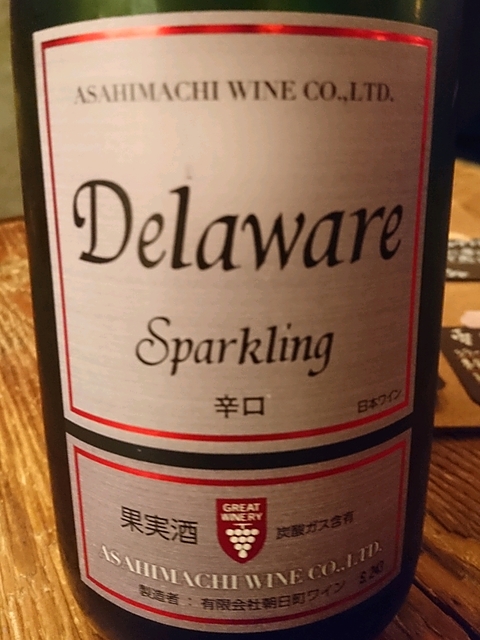 ASAHIMACHI WINE CO.,LTD.
Delaware
Sparkling
辛口
日本ワイン
果実酒
GREAT
WINERY
炭酸ガス含有
ASAHIMACHI WINE CO.,LTD.
製造者：有限会社朝日町ワイン